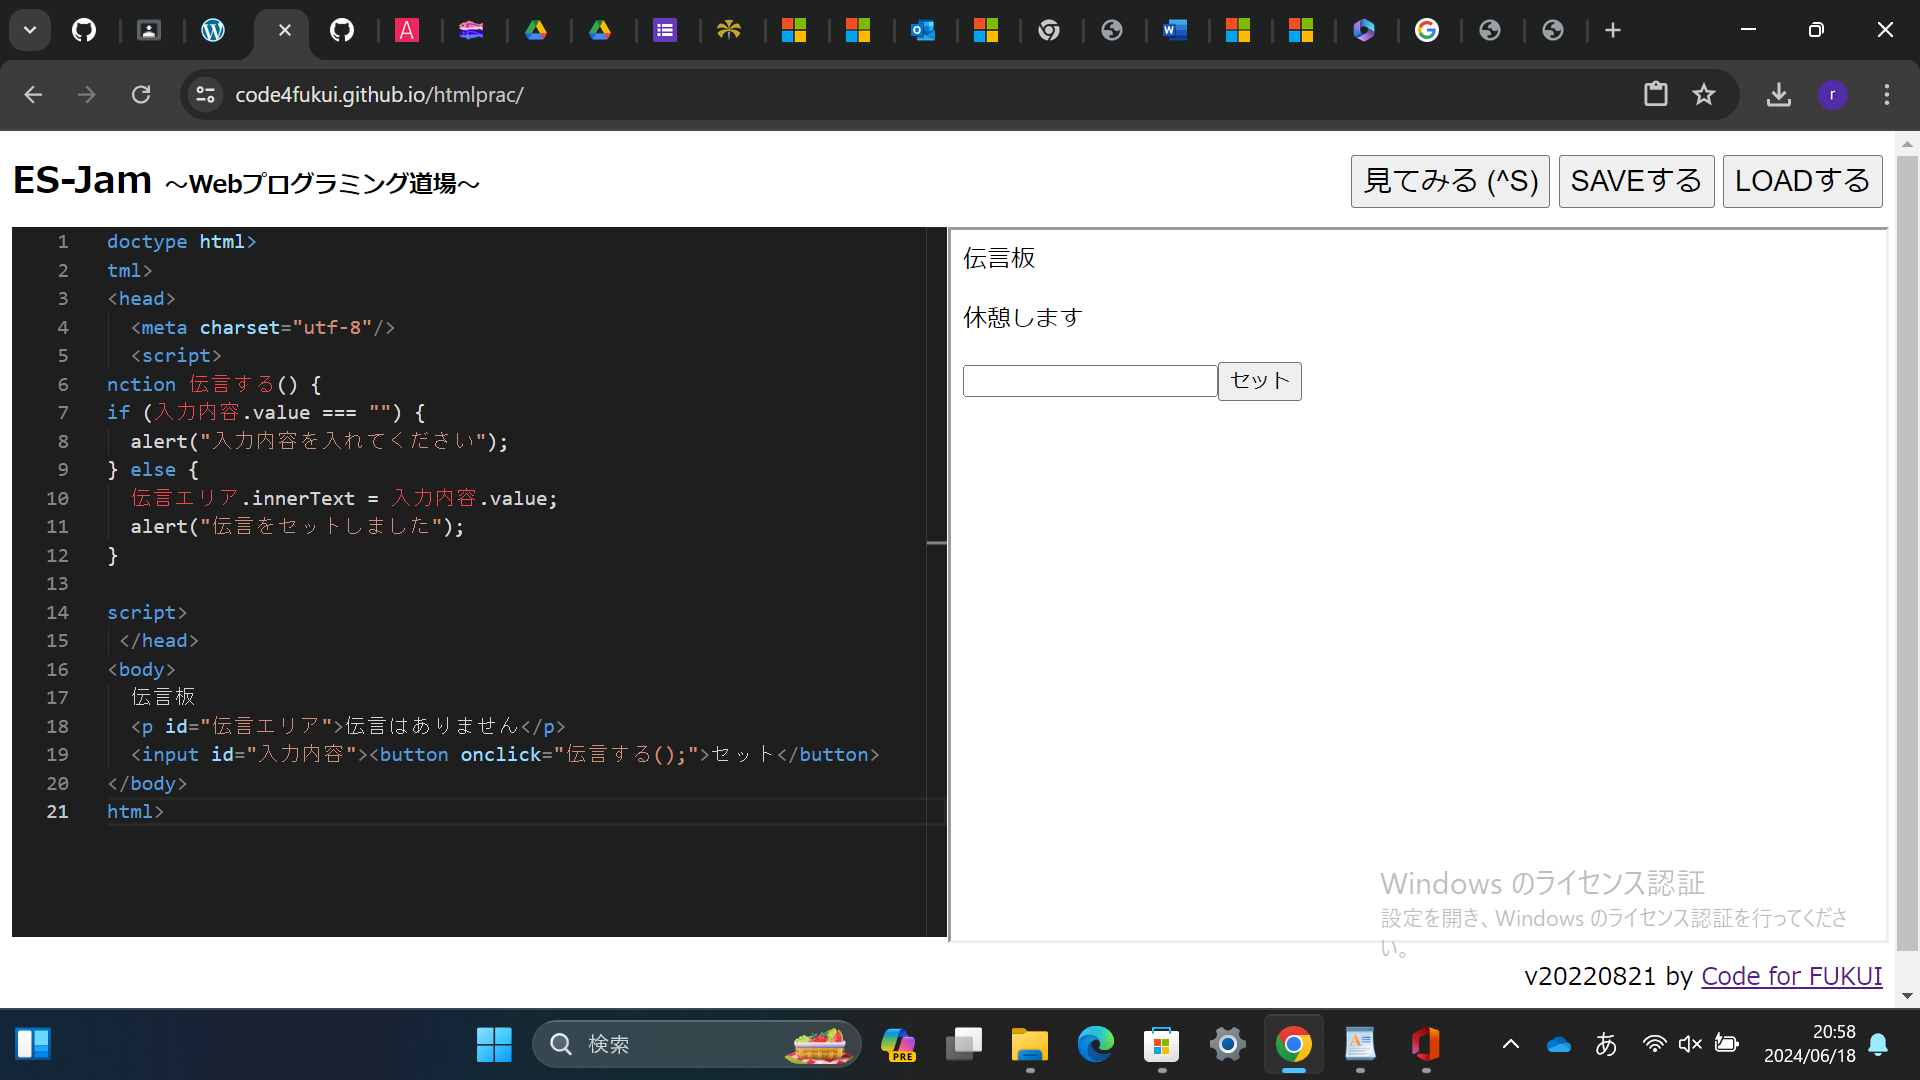 code4fukui.github.io/htmlprac/
r
ES-Jam ～Webプログラミング道場～
見てみる (^S)
SAVEする
LOADする
1 doctype html>
2 tml>
3 <head>
4 <meta charset="utf-8"/>
5 <script>
6 nction 伝言する() {
7 if (入力内容.value === "") {
8 alert("入力内容を入れてください");
9 } else {
10 伝言エリア.innerText = 入力内容.value;
11 alert("伝言をセットしました");
12 }
13
14 script>
15 </head>
16 <body>
17 伝言板
18 <p id="伝言エリア">伝言はありません</p>
19 <input id="入力内容"><button onclick="伝言する();">セット</button>
20 </body>
21 html>
伝言板
休憩します
セット
Windows のライセンス認証
設定を開き、Windows のライセンス認証を行ってくださ
い。
v20220821 by Code for FUKUI
検索
PRE
あ
20:58
2024/06/18